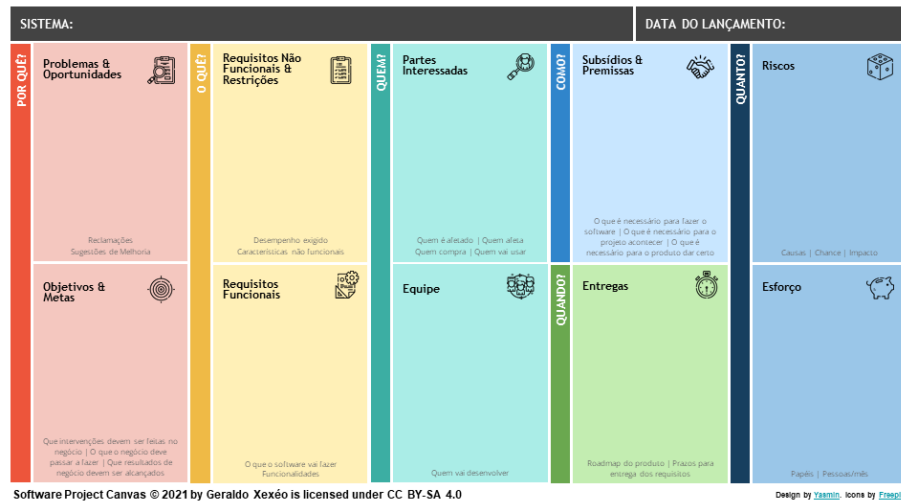 SISTEMA:
DATA DO LANÇAMENTO:
POR QUÊ?
Problemas &
Oportunidades
Reclamações
Sugestões de Melhoria
Objetivos &
Metas
Que intervenções devem ser feitas no
negócio | O que o negócio deve
passar a fazer | Que resultados de
negócio devem ser alcançados
O QUÊ?
Requisitos Não
Funcionais &
Restrições
Desempenho exigido
Características não funcionais
Requisitos
Funcionais
O que o software vai fazer
Funcionalidades
QUEM?
Partes
Interessadas
Quem é afetado | Quem afesa
Quem compra | Quem vai usar
Equipe
Quem vai desenvolver
COMO?
Subsídios &
Premissas
O que é necessário para fazer o
software | O que é necessário para o
projeto acontecer | O que é
necessário para o produto dar certo
QUANDO?
Entregas
Roadmap do produto | Prazos para
entrega dos requisitos
QUANTO?
Riscos
Causas | Chance | Impacto
Esforço
Papéis | Pessoas/mês
Software Project Canvas © 2021 by Geraldo Xexéo is licensed under CC BY-SA 4.0
Design by Yasmin. Icons by Freepi